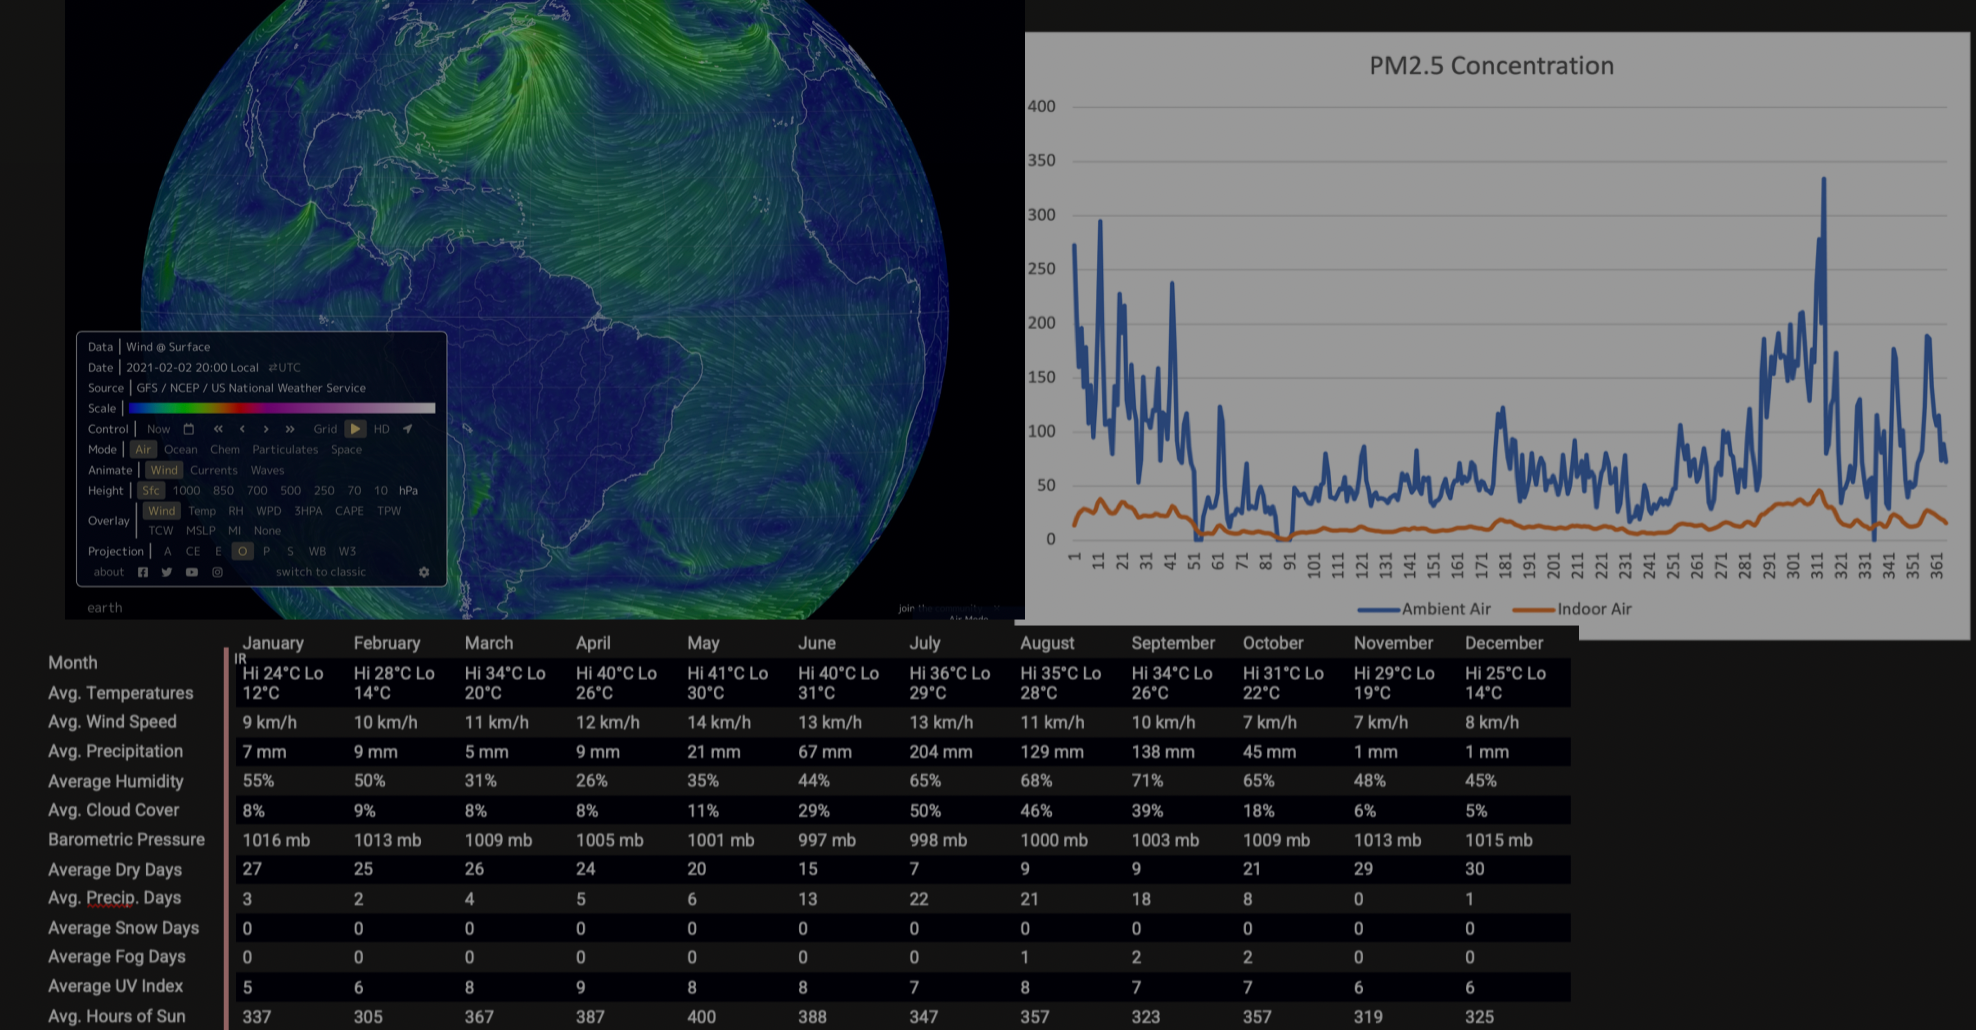 Data | Wind @ Surface
Date | 2021-02-02 20:00 Local ⇄UTC
Source | GFS / NCEP / US National Weather Service
Scale |
Control | Now « ‹ › » Grid HD
Mode | Air Ocean Chem Particulates Space
Animate | Wind Currents Waves
Height | Sfc 1000 850 700 500 250 70 10 hPa
Overlay | Wind Temp RH WPD 3HPA CAPE TPW
TCW MSLP MI None
Projection | A CE E O P S WB W3
about switch to classic
earth
join the community
Air Mode
PM2.5 Concentration
400
350
300
250
200
150
100
50
0
1 11 21 31 41 51 61 71 81 91 101 111 121 131 141 151 161 171 181 191 201 211 221 231 241 251 261 271 281 291 301 311 321 331 341 351 361
Ambient Air Indoor Air
Month January February March April May June July August September October November December
IR
Avg. Temperatures Hi 24°C Lo 12°C Hi 28°C Lo 14°C Hi 34°C Lo 20°C Hi 40°C Lo 26°C Hi 41°C Lo 30°C Hi 40°C Lo 31°C Hi 36°C Lo 29°C Hi 35°C Lo 28°C Hi 34°C Lo 26°C Hi 31°C Lo 22°C Hi 29°C Lo 19°C Hi 25°C Lo 14°C
Avg. Wind Speed 9 km/h 10 km/h 11 km/h 12 km/h 14 km/h 13 km/h 13 km/h 11 km/h 10 km/h 7 km/h 7 km/h 8 km/h
Avg. Precipitation 7 mm 9 mm 5 mm 9 mm 21 mm 67 mm 204 mm 129 mm 138 mm 45 mm 1 mm 1 mm
Average Humidity 55% 50% 31% 26% 35% 44% 65% 68% 71% 65% 48% 45%
Avg. Cloud Cover 8% 9% 8% 8% 11% 29% 50% 46% 39% 18% 6% 5%
Barometric Pressure 1016 mb 1013 mb 1009 mb 1005 mb 1001 mb 997 mb 998 mb 1000 mb 1003 mb 1009 mb 1013 mb 1015 mb
Average Dry Days 27 25 26 24 20 15 7 9 9 21 29 30
Avg. Precip. Days 3 2 4 5 6 13 22 21 18 8 0 1
Average Snow Days 0 0 0 0 0 0 0 0 0 0 0 0
Average Fog Days 0 0 0 0 0 0 0 1 2 2 0 0
Average UV Index 5 6 8 9 8 8 7 8 7 7 6 6
Avg. Hours of Sun 337 305 367 387 400 388 347 357 323 357 319 325